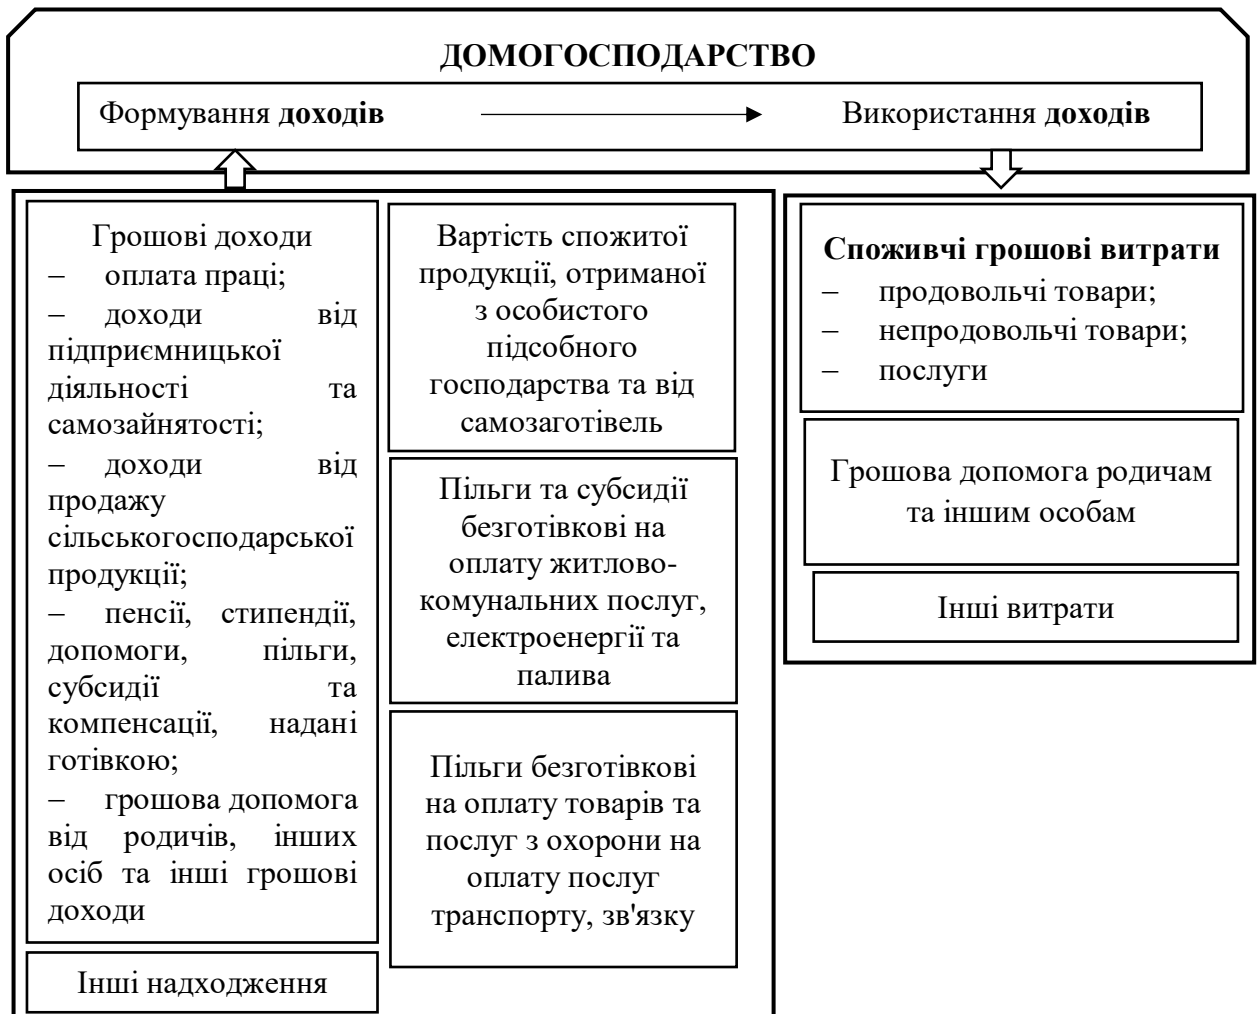 ДОМОГОСПОДАРСТВО
Формування доходів
Використання доходів
Грошові доходи
– оплата праці;
– доходи від
підприємницької
діяльності та
самозайнятості;
– доходи від
продажу
сільськогосподарської
продукції;
– пенсії, стипендії,
допомоги, пільги,
субсидії та
компенсації, надані
готівкою;
– грошова допомога
від родичів, інших
осіб та інші грошові
доходи
Інші надходження
Вартість спожитої
продукції, отриманої
з особистого
підсобного
господарства та від
самозаготівель
Пільги та субсидії
безготівкові на
оплату житлово-
комунальних послуг,
електроенергії та
палива
Пільги безготівкові
на оплату товарів та
послуг з охорони на
оплату послуг
транспорту, зв'язку
Споживчі грошові витрати
– продовольчі товари;
– непродовольчі товари;
– послуги
Грошова допомога родичам
та іншим особам
Інші витрати